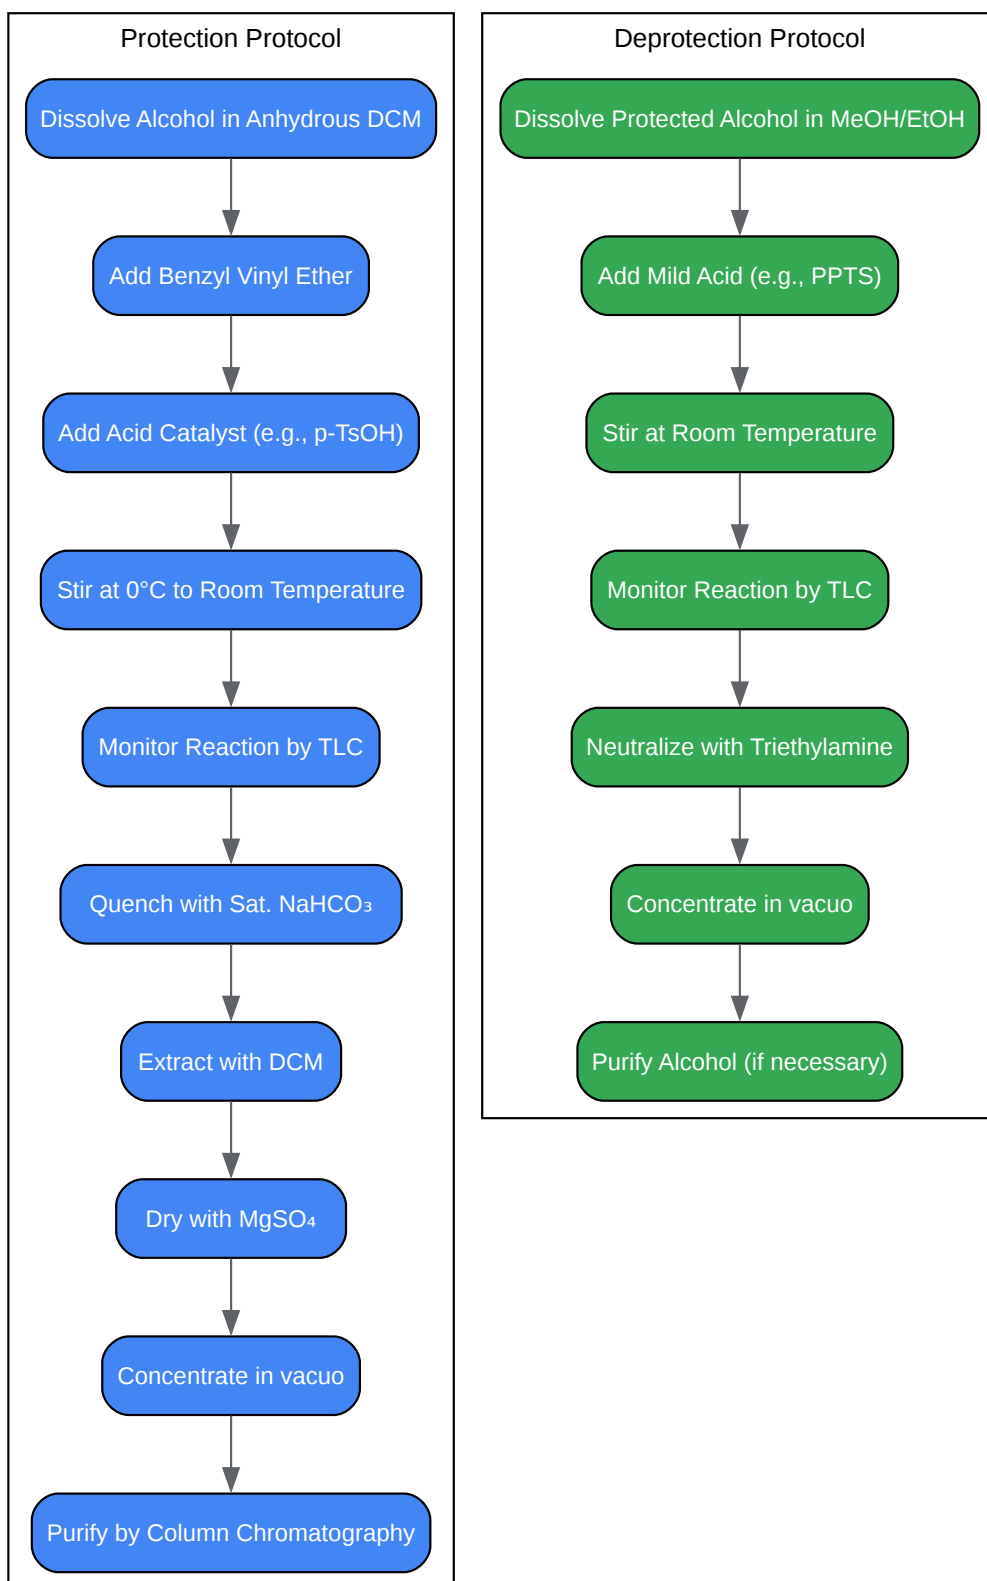 Protection Protocol
Dissolve Alcohol in Anhydrous DCM
Add Benzyl Vinyl Ether
Add Acid Catalyst (e.g., p-TsOH)
Stir at 0°C to Room Temperature
Monitor Reaction by TLC
Quench with Sat. NaHCO₃
Extract with DCM
Dry with MgSO₄
Concentrate in vacuo
Purify by Column Chromatography
Deprotection Protocol
Dissolve Protected Alcohol in MeOH/EtOH
Add Mild Acid (e.g., PPTS)
Stir at Room Temperature
Monitor Reaction by TLC
Neutralize with Triethylamine
Concentrate in vacuo
Purify Alcohol (if necessary)